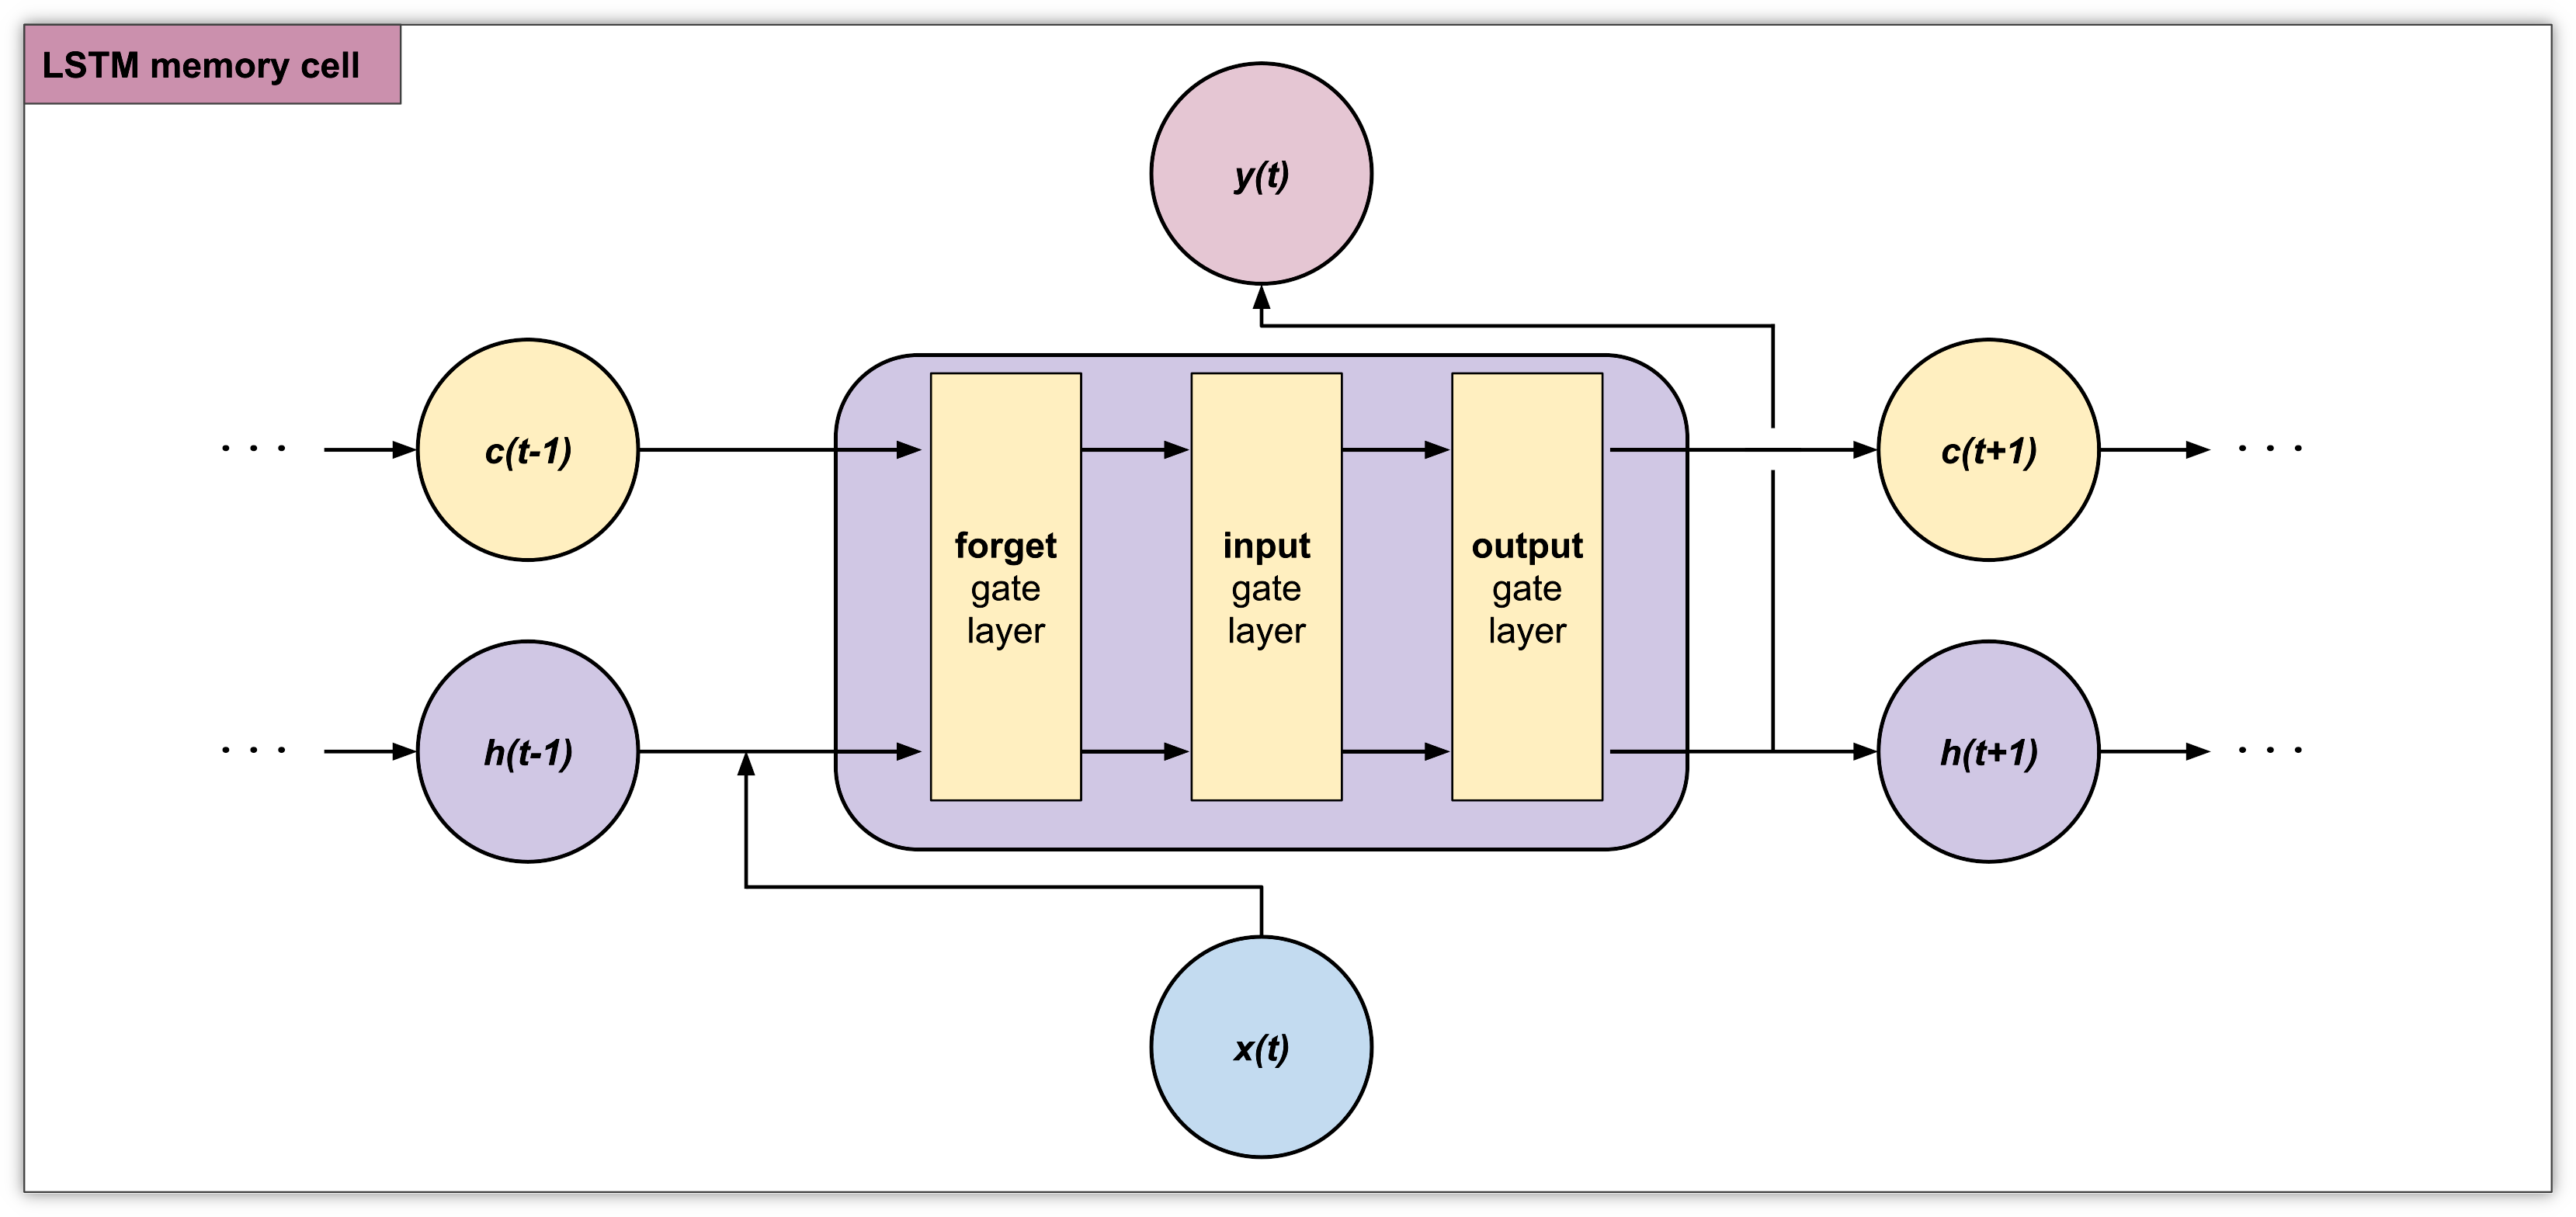 LSTM memory cell
y(t)
. . .
c(t-1)
c(t+1)
. . .
forget
gate
layer
input
gate
layer
output
gate
layer
. . .
h(t-1)
h(t+1)
. . .
x(t)